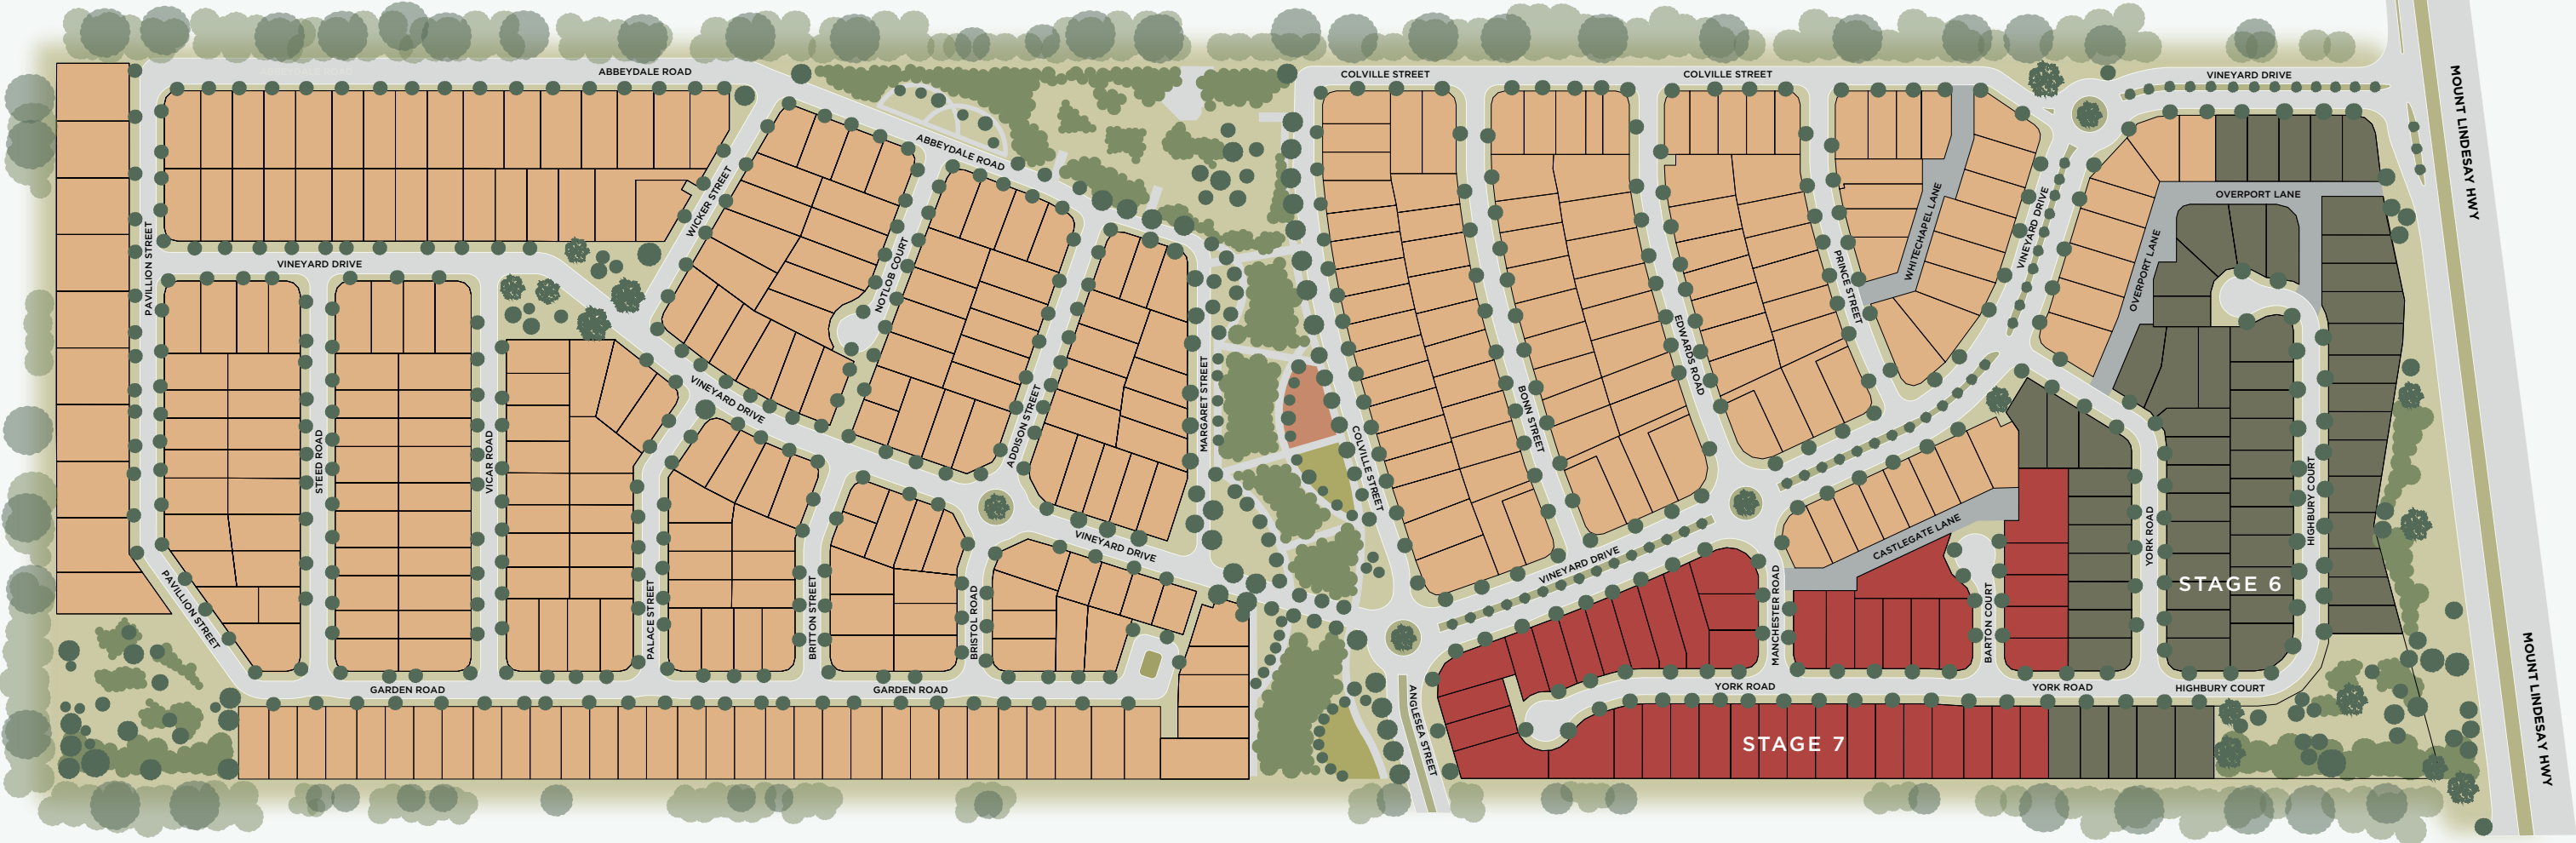 ABBEYDALE ROAD
COLVILLE STREET
COLVILLE STREET
VINEYARD DRIVE
MOUNT LINDESAY HWY
ABBEYDALE ROAD
WICKER STREET
OVERPORT LANE
WHITECHAPEL LANE
VINEYARD DRIVE
PAVILLION STREET
VINEYARD DRIVE
NOTLOB COURT
PRINCE STREET
OVERPORT LANE
EDWARDS ROAD
VINEYARD DRIVE
MARGARET STREET
ADDISON STREET
BONN STREET
COLVILLE STREET
STEED ROAD
VICAR ROAD
HIGHBURY COURT
YORK ROAD
CASTLEGATE LANE
VINEYARD DRIVE
VINEYARD DRIVE
STAGE 6
PAVILLION STREET
PALACE STREET
BRITTON STREET
BRISTOL ROAD
MANCHESTER ROAD
BARTON COURT
GARDEN ROAD
GARDEN ROAD
YORK ROAD
YORK ROAD
HIGHBURY COURT
ANGLESEA STREET
STAGE 7
MOUNT LINDESAY HWY